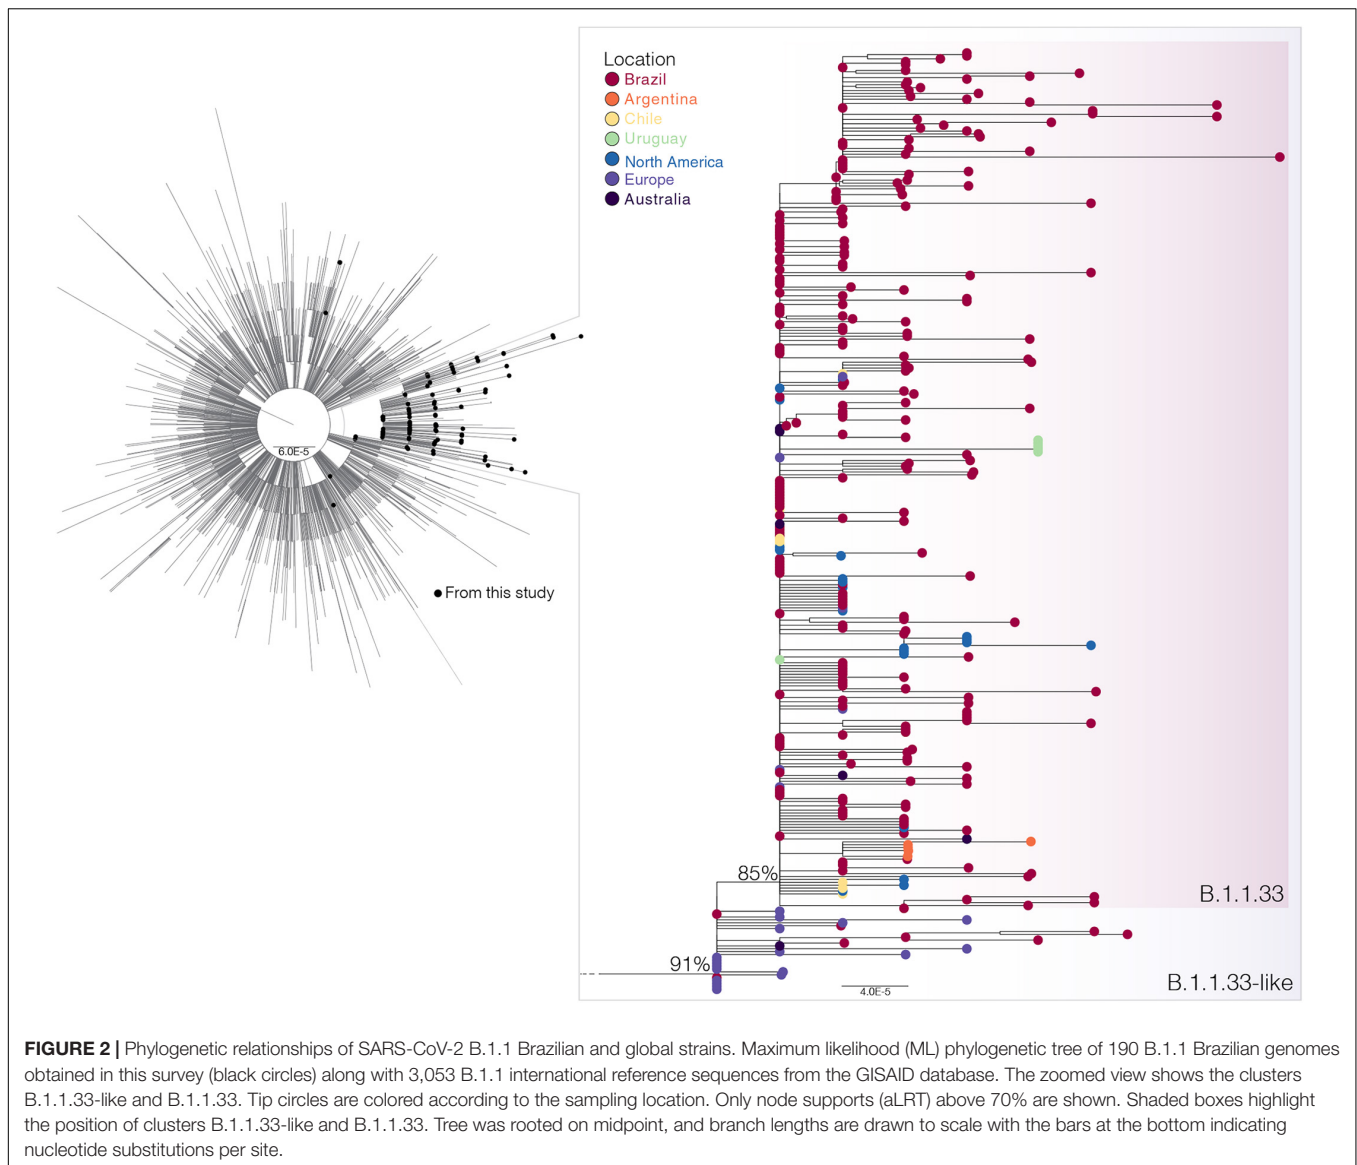 Location
Brazil
Argentina
Chile
Uruguay
North America
Europe
Australia
6.0E-5
From this study
85%
B.1.1.33
91%
B.1.1.33-like
4.0E-5
FIGURE 2 | Phylogenetic relationships of SARS-CoV-2 B.1.1 Brazilian and global strains. Maximum likelihood (ML) phylogenetic tree of 190 B.1.1 Brazilian genomes
obtained in this survey (black circles) along with 3,053 B.1.1 international reference sequences from the GISAID database. The zoomed view shows the clusters
B.1.1.33-like and B.1.1.33. Tip circles are colored according to the sampling location. Only node supports (aLRT) above 70% are shown. Shaded boxes highlight
the position of clusters B.1.1.33-like and B.1.1.33. Tree was rooted on midpoint, and branch lengths are drawn to scale with the bars at the bottom indicating
nucleotide substitutions per site.